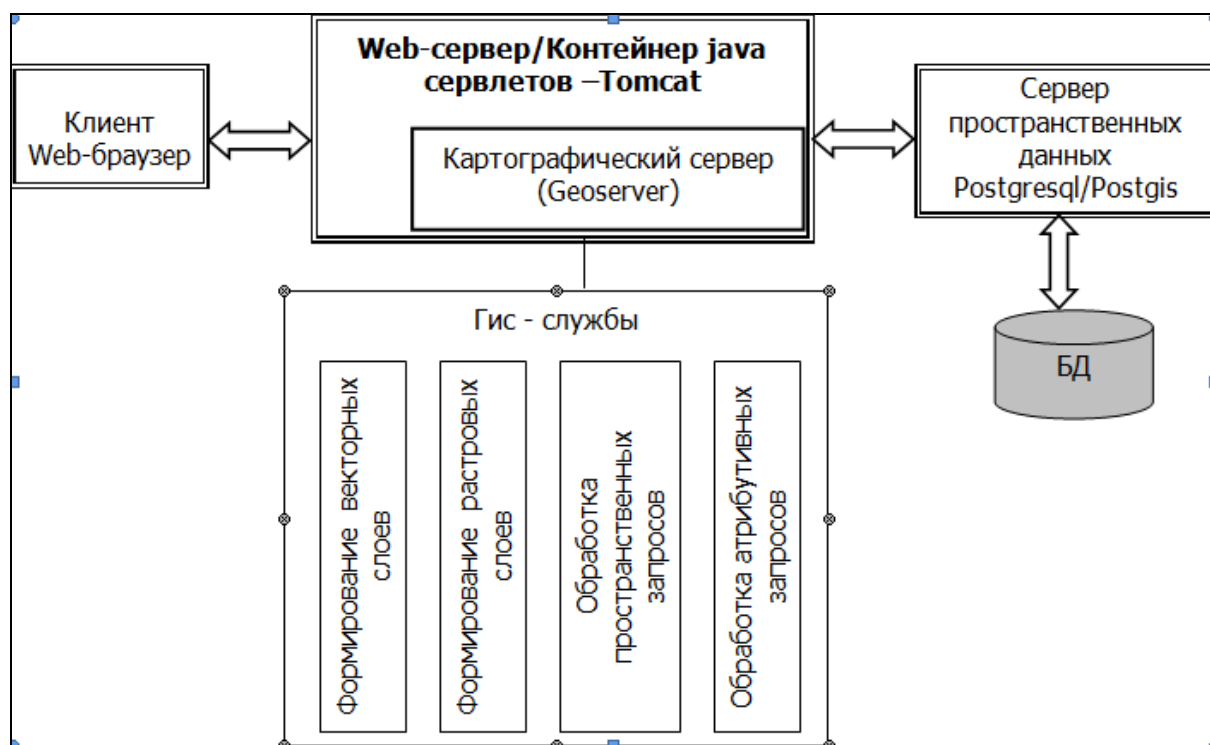 Web-сервер/Контейнер java
сервлетов –Tomcat
Клиент
Web-браузер
Картографический сервер
(Geoserver)
Сервер
пространственных
данных
Postgresql/Postgis
БД
Гис - службы
Формирование векторных
слоев
Формирование растровых
слоев
Обработка
пространственных
запросов
Обработка атрибутивных
запросов